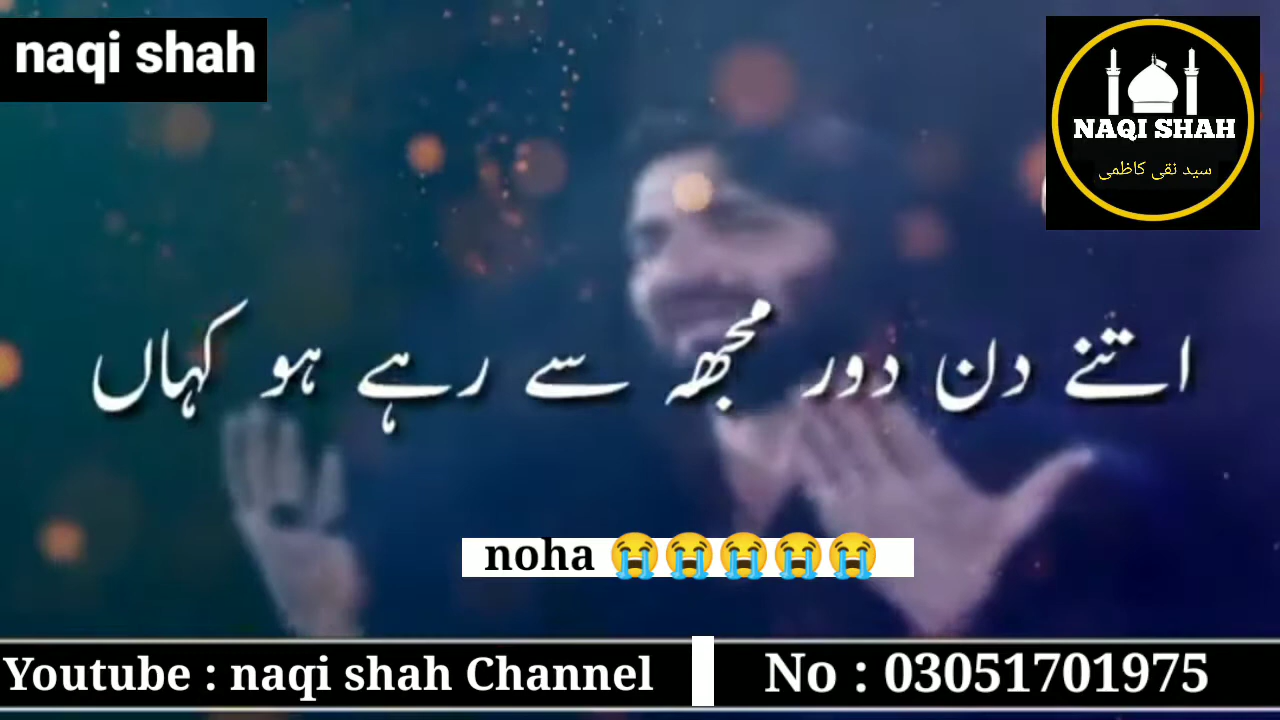 naqi shah
NAQI SHAH
سید نقی کاظمی
اتنے دن دور مجھ سے رہے ہو کہاں
noha 😭😭😭😭😭
Youtube : naqi shah Channel
No : 03051701975